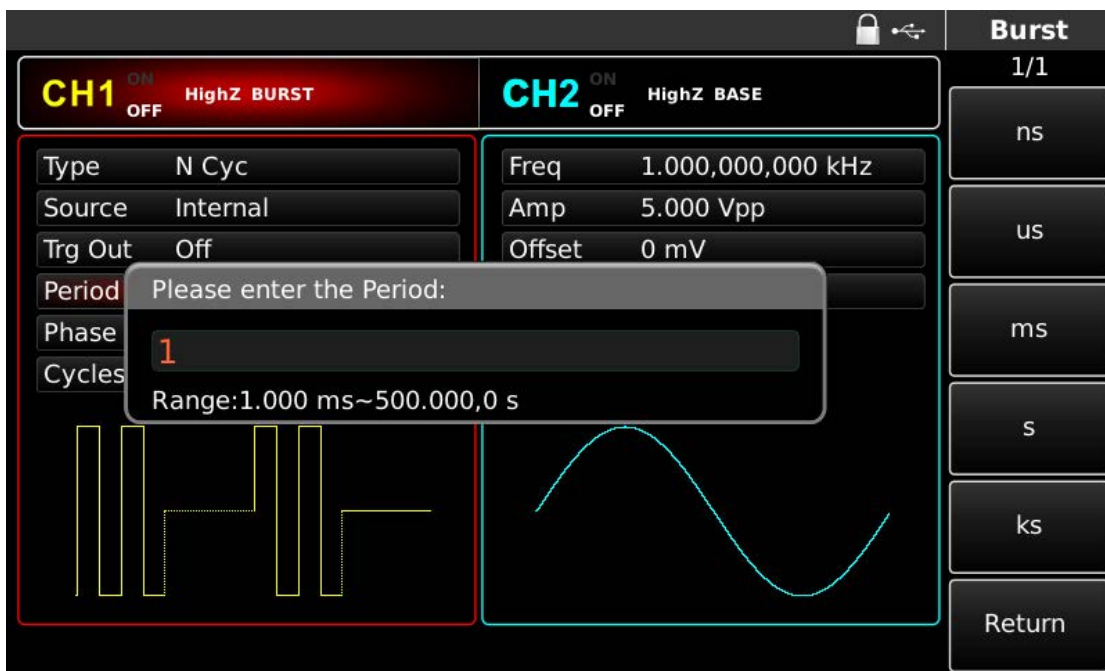 Burst
1/1
CH1 ON OFF HighZ BURST
CH2 ON OFF HighZ BASE
Type N Cyc
Source Internal
Trg Out Off
Period
Phase
Cycles
Freq 1.000,000,000 kHz
Amp 5.000 Vpp
Offset 0 mV
Please enter the Period:
1
Range:1.000 ms~500.000,0 s
ns
us
ms
s
ks
Return